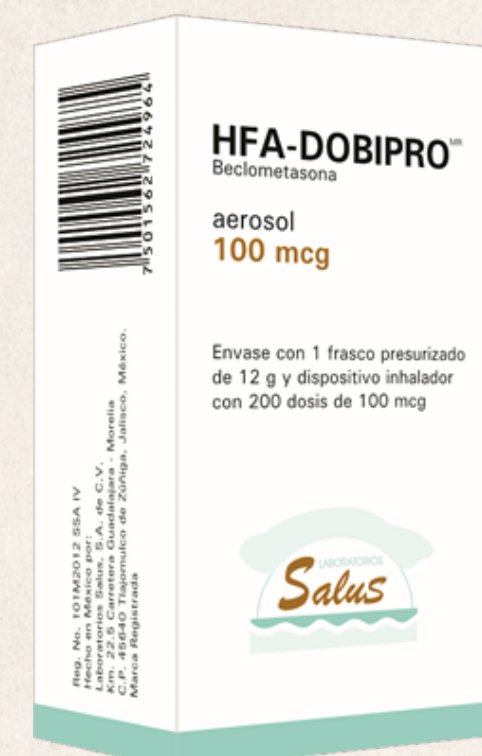 HFA-DOBIPRO MR
Beclometasona
aerosol
100 mcg
Envase con 1 frasco presurizado
de 12 g y dispositivo inhalador
con 200 dosis de 100 mcg
LABORATORIOS
Salus
7 501562 724964
Reg. No. 101M2012 SSA IV
Hecho en México por:
Laboratorios Salus, S.A. de C.V.
Km. 22.5 Carretera Guadalajara - Morelia
C.P. 45640 Tlajomulco de Zúñiga, Jalisco, México.
Marca Registrada